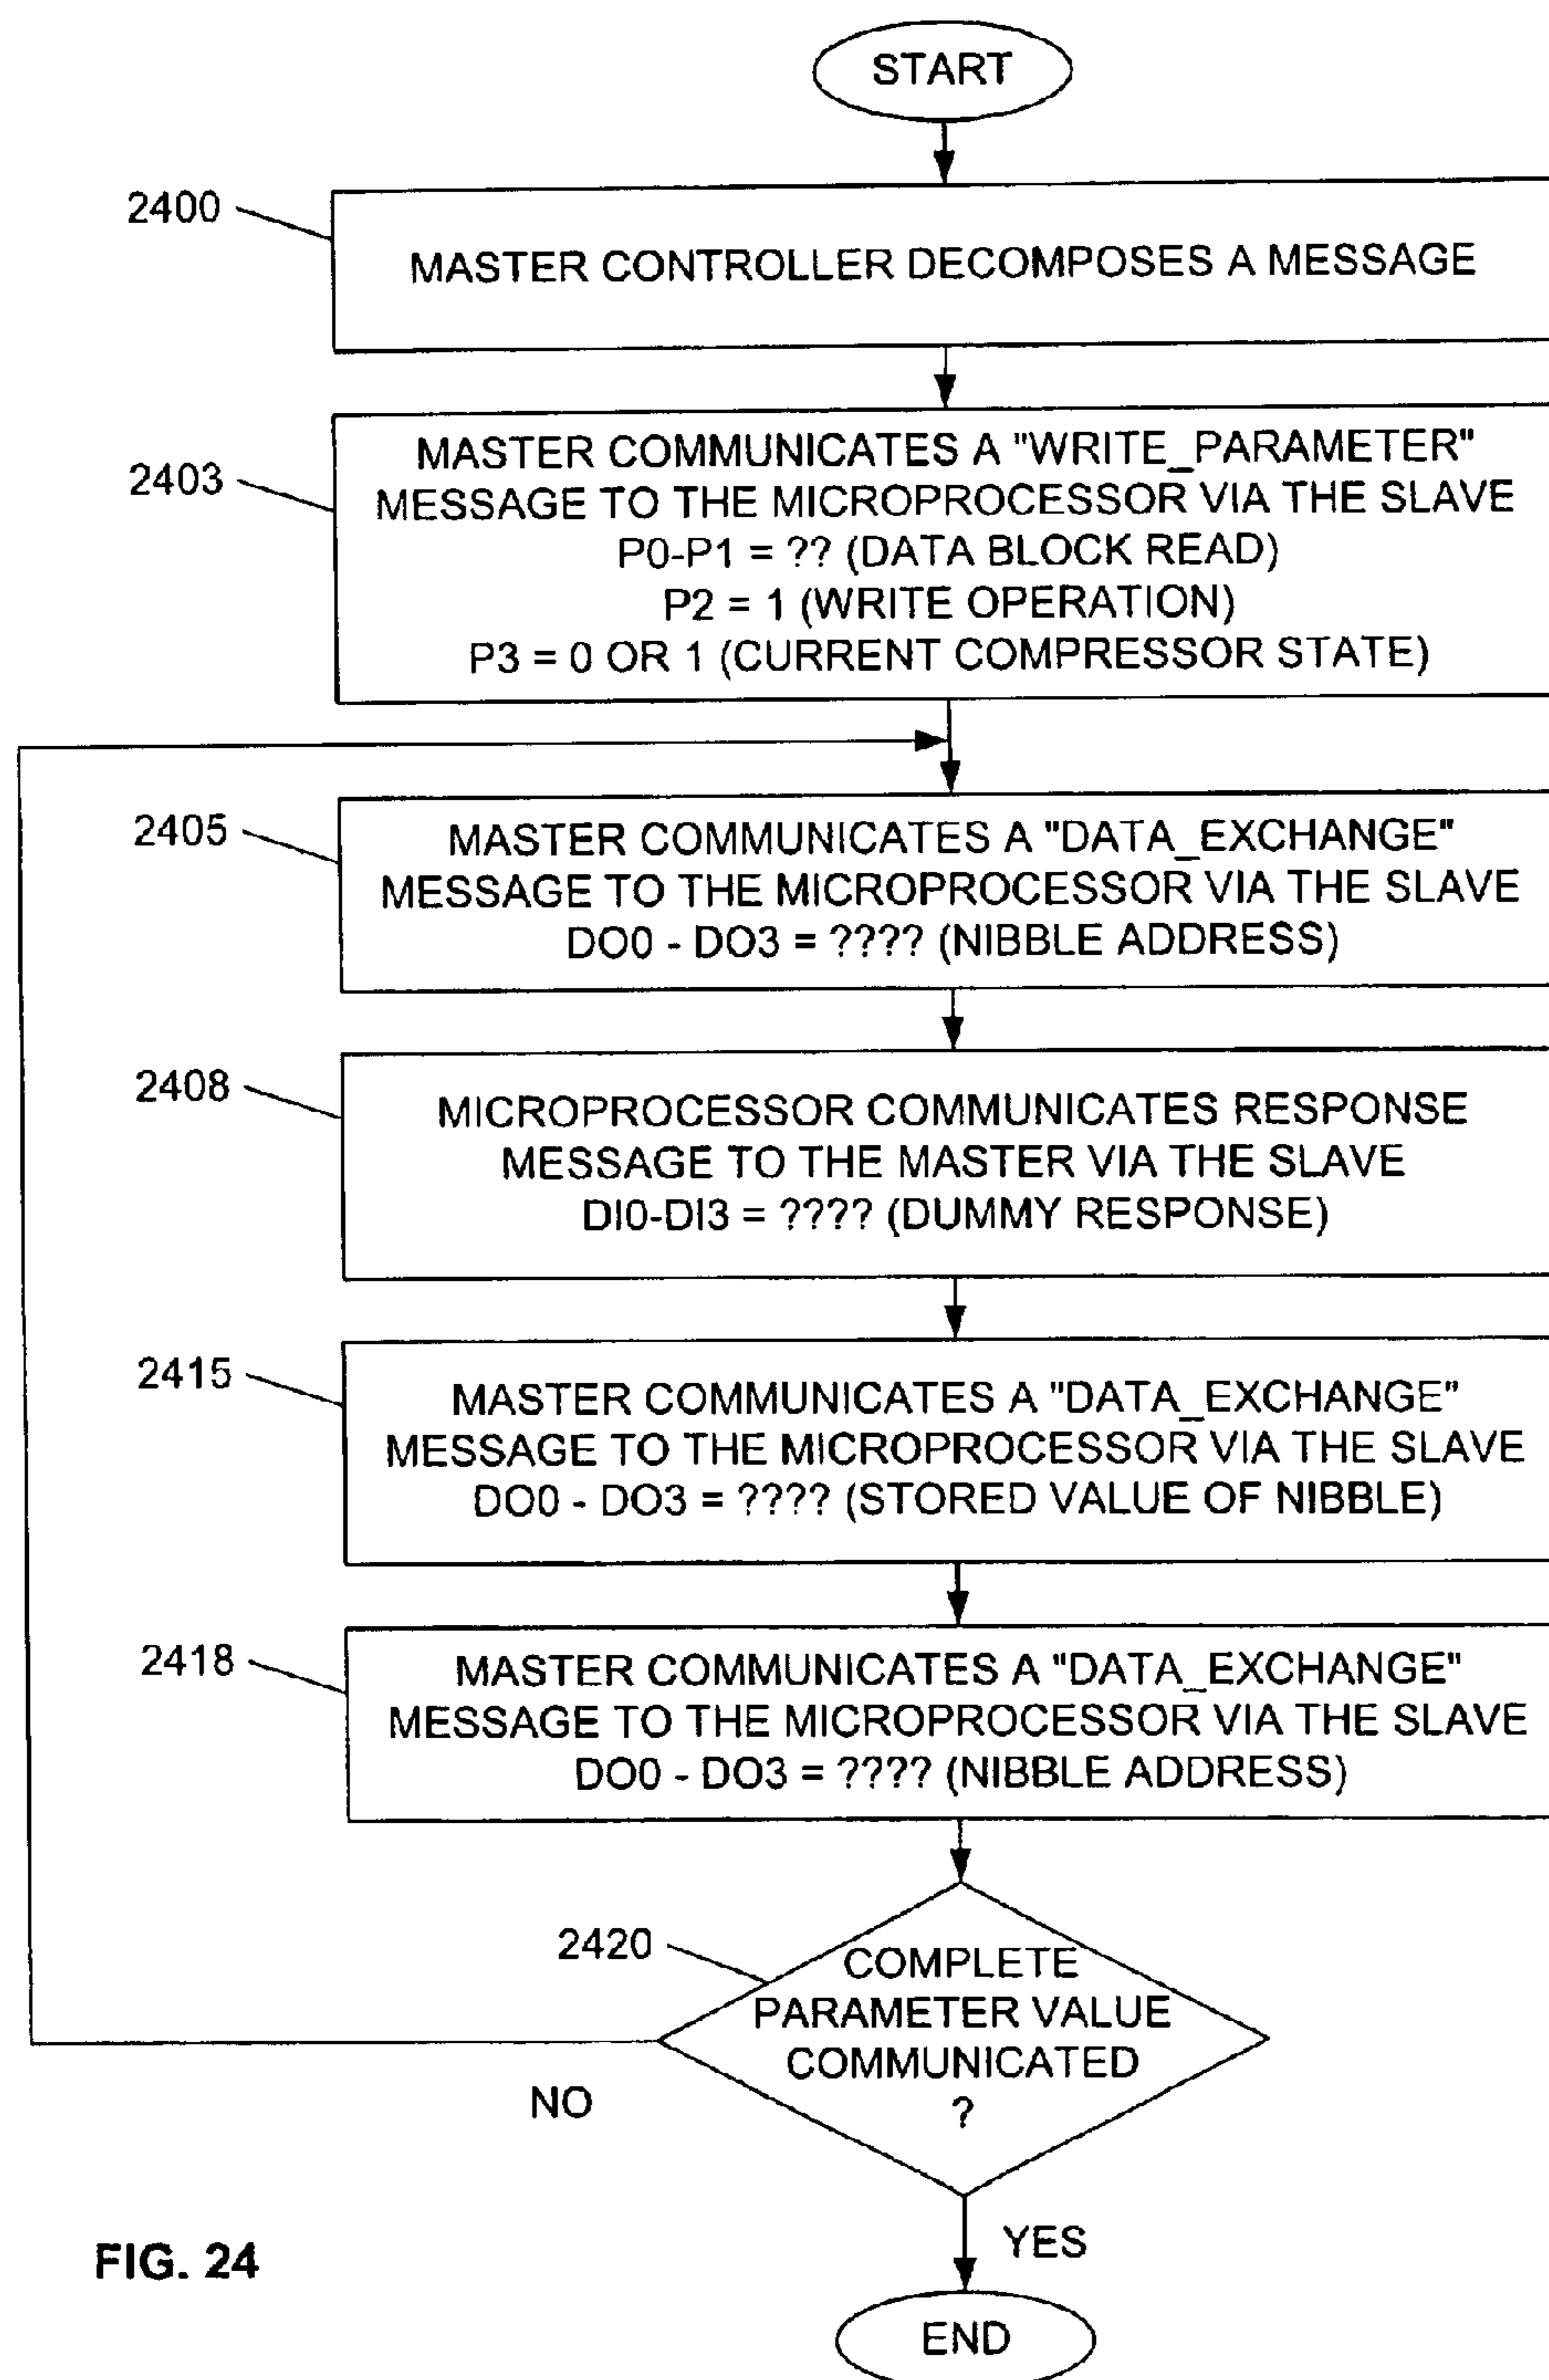 START
2400
MASTER CONTROLLER DECOMPOSES A MESSAGE
2403
MASTER COMMUNICATES A "WRITE_PARAMETER"
MESSAGE TO THE MICROPROCESSOR VIA THE SLAVE
P0-P1 = ?? (DATA BLOCK READ)
P2 = 1 (WRITE OPERATION)
P3 = 0 OR 1 (CURRENT COMPRESSOR STATE)
2405
MASTER COMMUNICATES A "DATA_EXCHANGE"
MESSAGE TO THE MICROPROCESSOR VIA THE SLAVE
DO0 - DO3 = ???? (NIBBLE ADDRESS)
2408
MICROPROCESSOR COMMUNICATES RESPONSE
MESSAGE TO THE MASTER VIA THE SLAVE
DI0-DI3 = ???? (DUMMY RESPONSE)
2415
MASTER COMMUNICATES A "DATA_EXCHANGE"
MESSAGE TO THE MICROPROCESSOR VIA THE SLAVE
DO0 - DO3 = ???? (STORED VALUE OF NIBBLE)
2418
MASTER COMMUNICATES A "DATA_EXCHANGE"
MESSAGE TO THE MICROPROCESSOR VIA THE SLAVE
DO0 - DO3 = ???? (NIBBLE ADDRESS)
2420
COMPLETE
PARAMETER VALUE
COMMUNICATED
?
NO
YES
FIG. 24
END